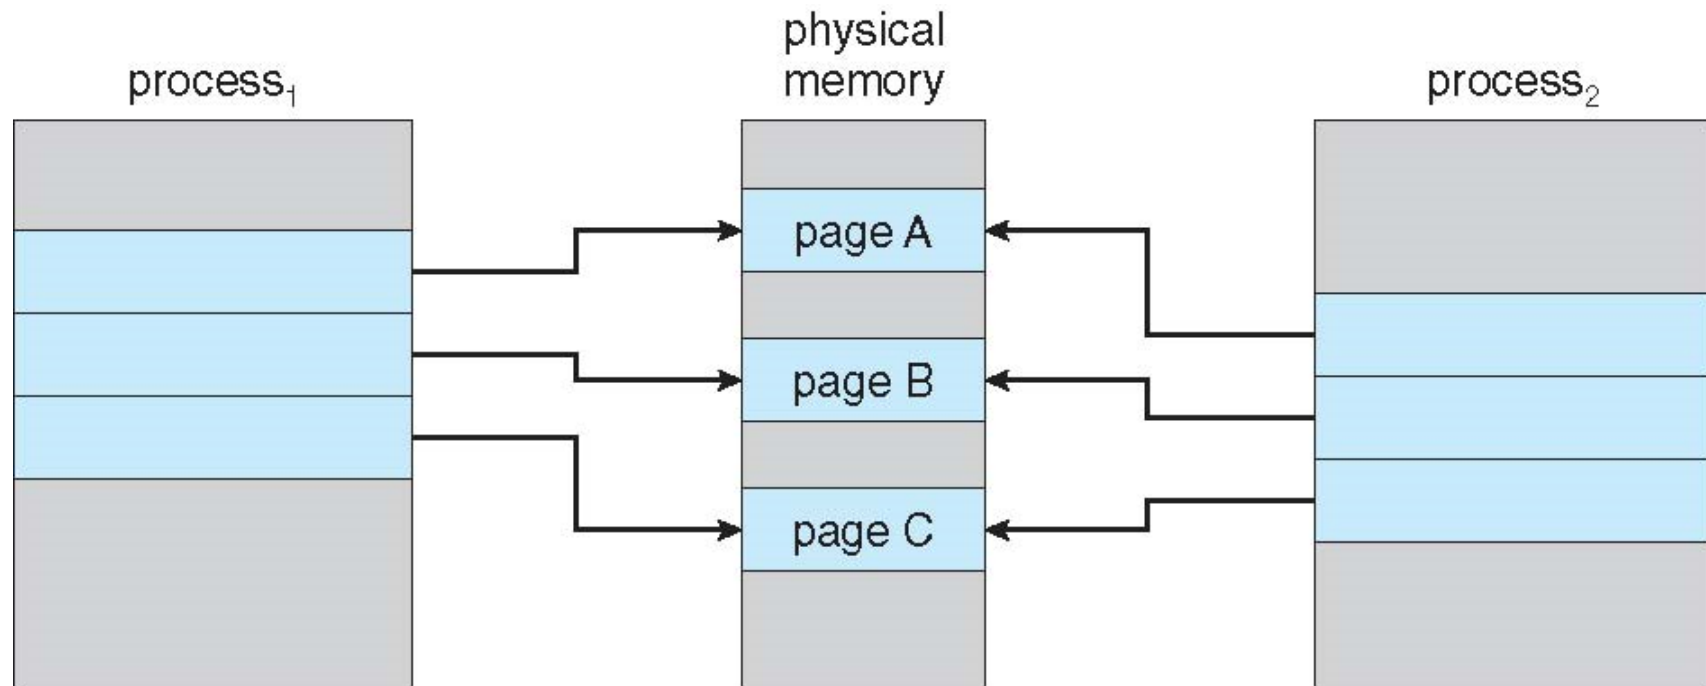 process₁
physical
memory
process₂
page A
page B
page C